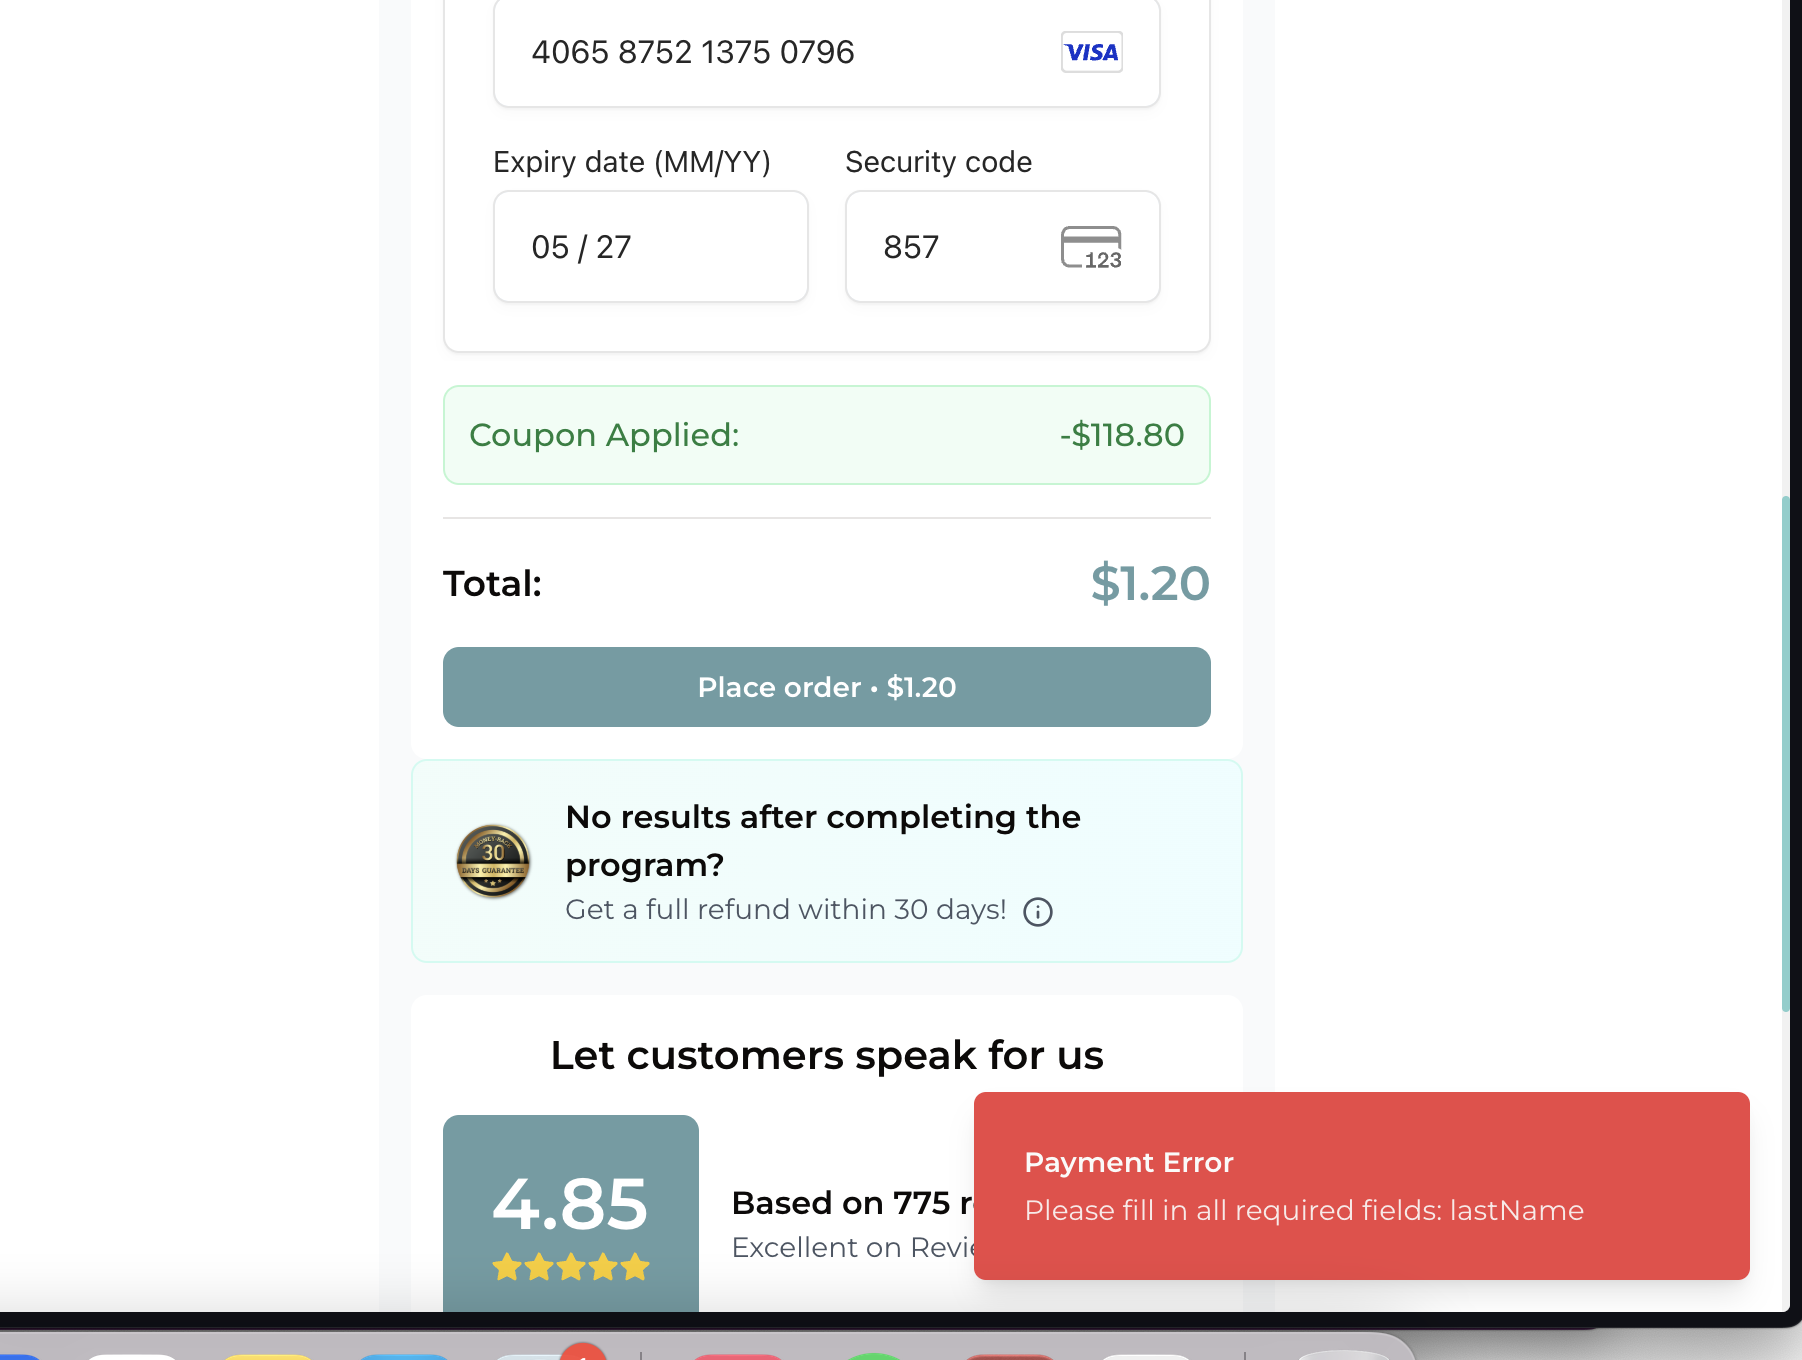 4065 8752 1375 0796
VISA
Expiry date (MM/YY)
Security code
05 / 27
857
123
Coupon Applied:
-$118.80
Total:
$1.20
Place order • $1.20
MONEY-BACK
30
DAYS GUARANTEE
No results after completing the
program?
Get a full refund within 30 days!
Let customers speak for us
4.85
Based on 775
Excellent on
Payment Error
Please fill in all required fields: lastName